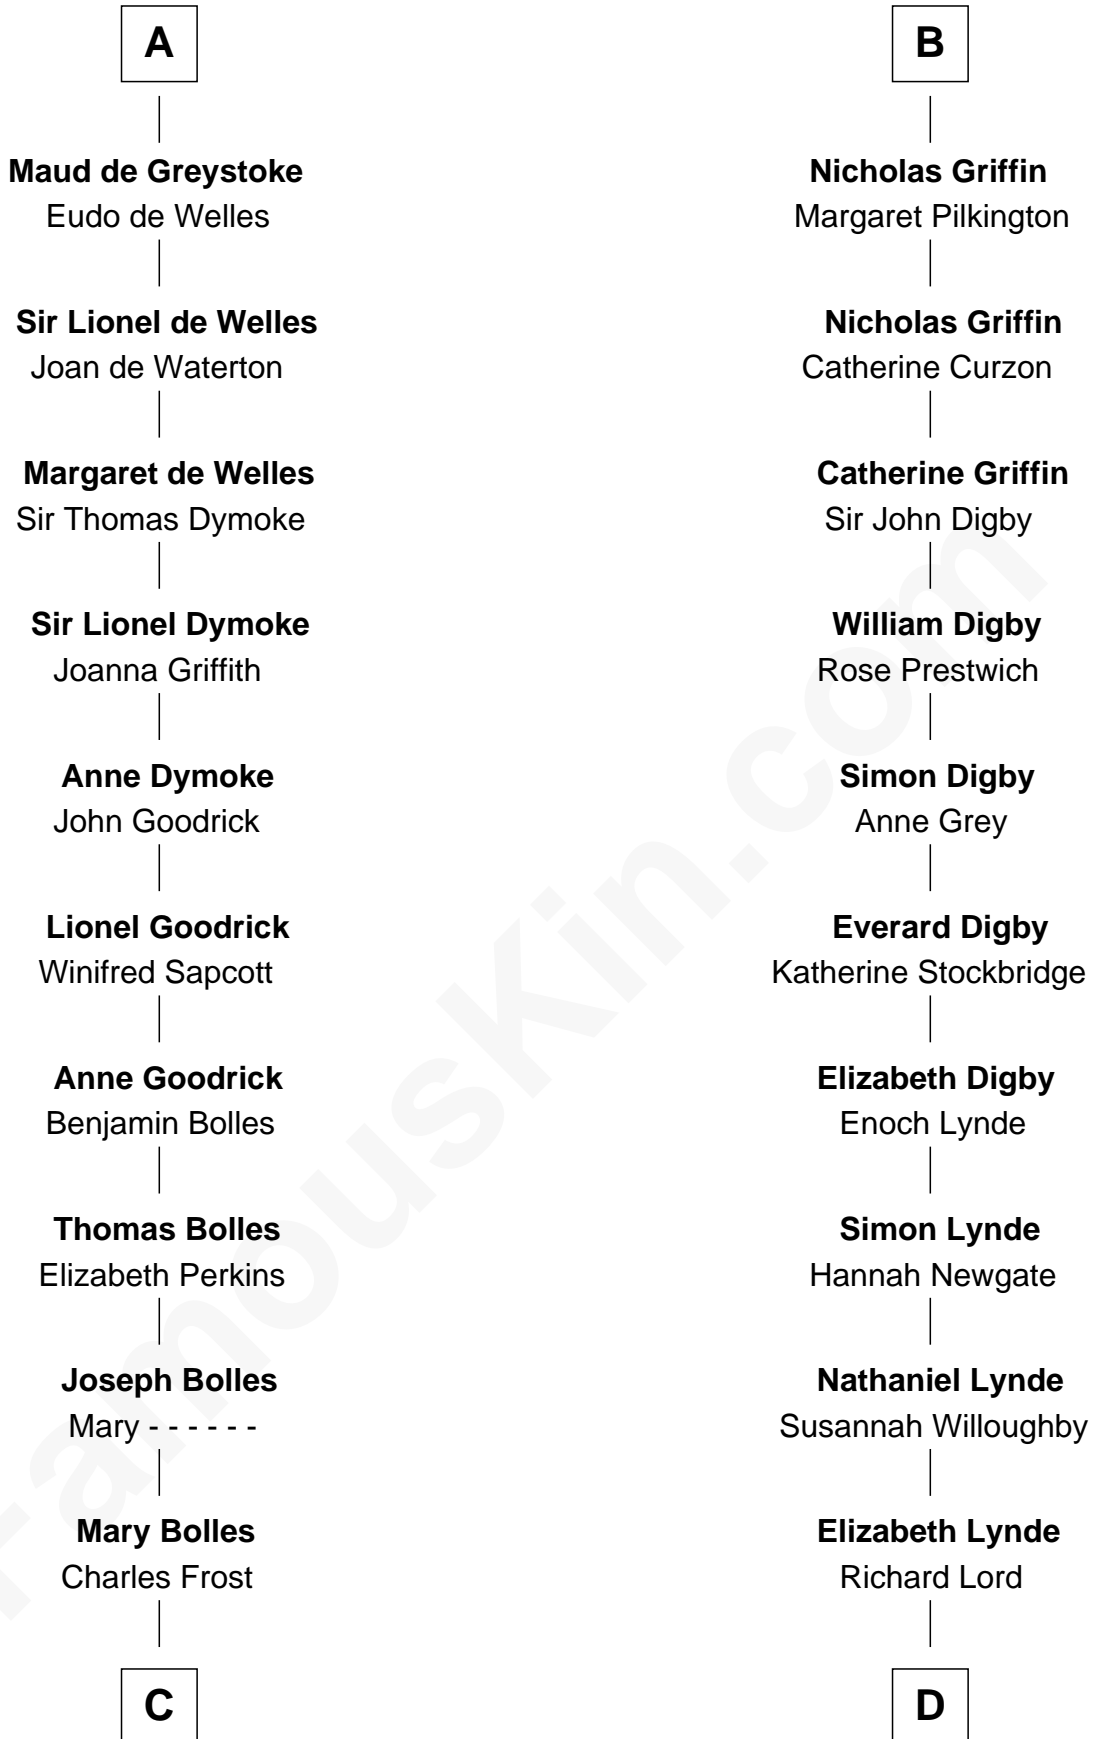 A
Maud de Greystoke
Eudo de Welles
Sir Lionel de Welles
Joan de Waterton
Margaret de Welles
Sir Thomas Dymoke
Sir Lionel Dymoke
Joanna Griffith
Anne Dymoke
John Goodrick
Lionel Goodrick
Winifred Sapcott
Anne Goodrick
Benjamin Bolles
Thomas Bolles
Elizabeth Perkins
Joseph Bolles
Mary - - - - - -
Mary Bolles
Charles Frost
C
B
Nicholas Griffin
Margaret Pilkington
Nicholas Griffin
Catherine Curzon
Catherine Griffin
Sir John Digby
William Digby
Rose Prestwich
Simon Digby
Anne Grey
Everard Digby
Katherine Stockbridge
Elizabeth Digby
Enoch Lynde
Simon Lynde
Hannah Newgate
Nathaniel Lynde
Susannah Willoughby
Elizabeth Lynde
Richard Lord
D
FamousKin.com